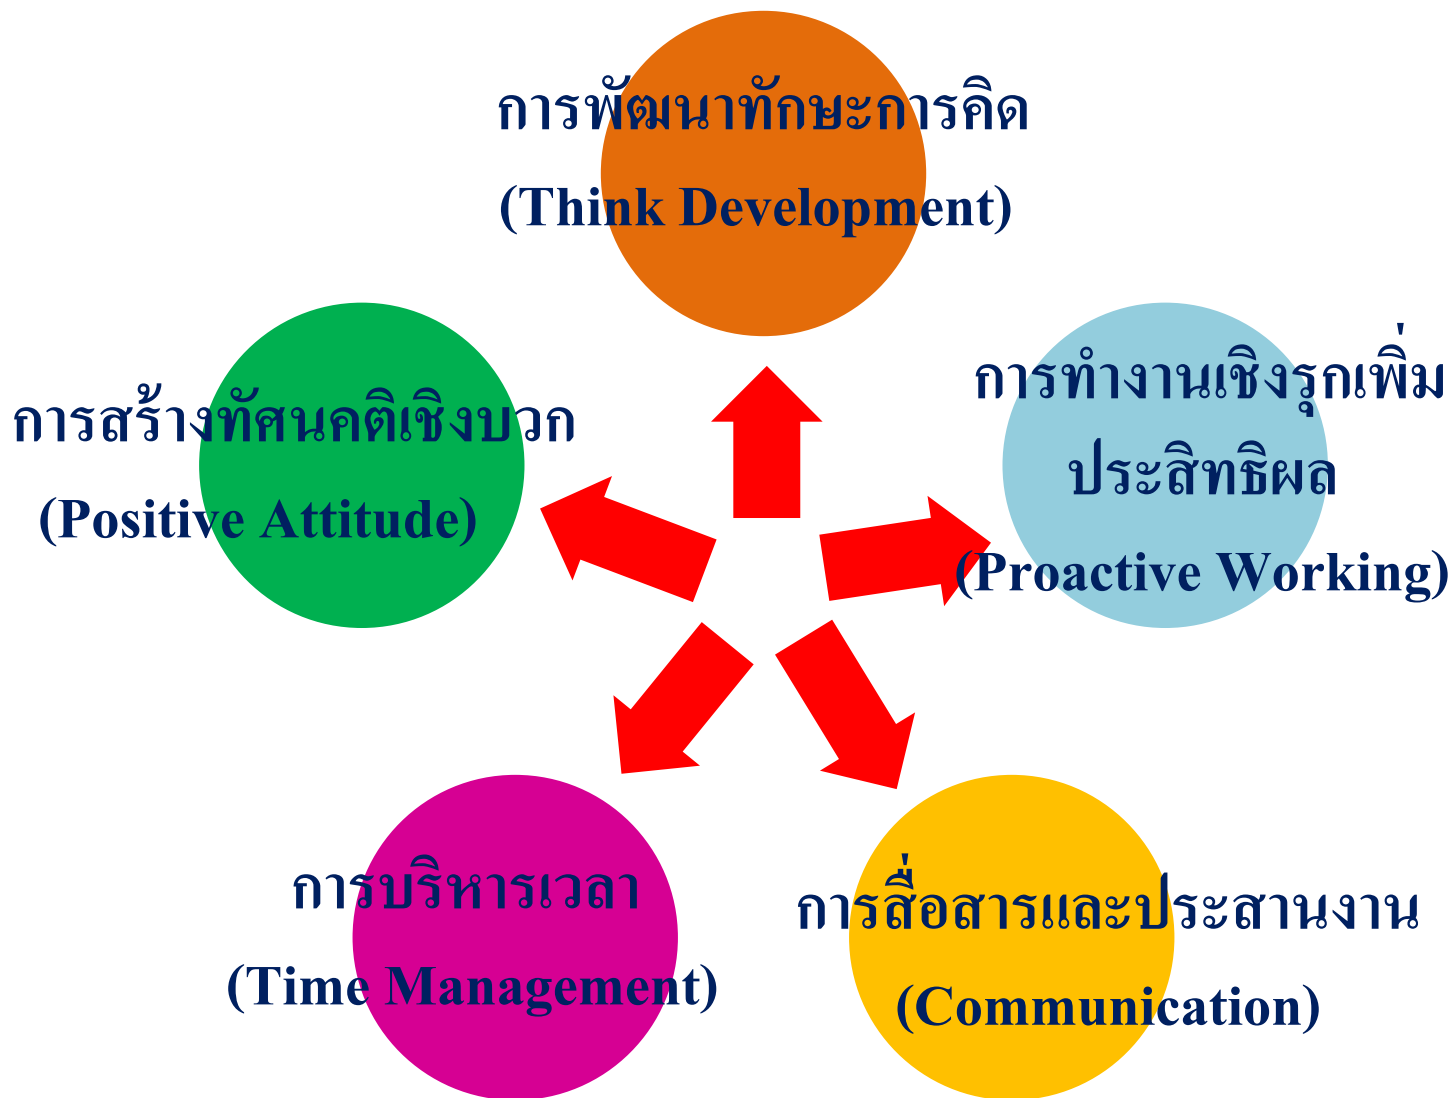 การพัฒนาทักษะการคิด
(Think Development)
การทำงานเชิงรุกเพิ่ม
ประสิทธิผล
(Proactive Working)
การสื่อสารและประสานงาน
(Communication)
การบริหารเวลา
(Time Management)
การสร้างทัศนคติเชิงบวก
(Positive Attitude)